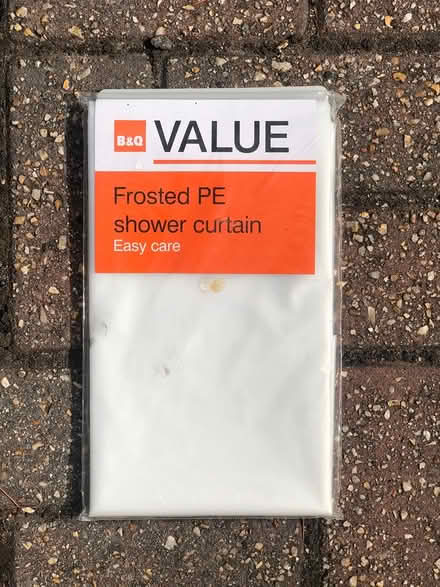 B&Q VALUE
Frosted PE
shower curtain
Easy care